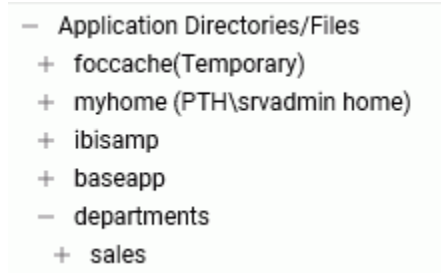 Application Directories/Files
foccache(Temporary)
myhome (PTH\srvadmin home)
ibisamp
baseapp
departments
sales